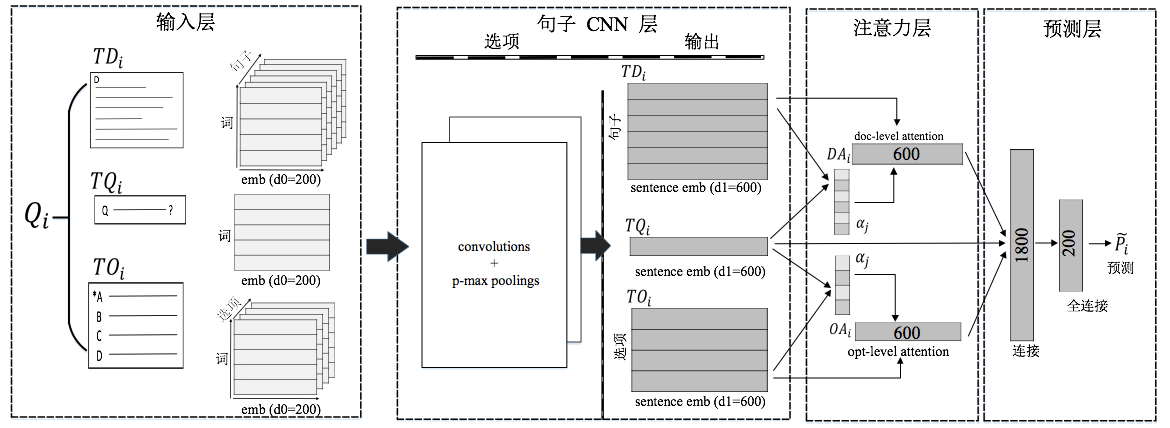 输入层
TD_i
D
句子
词
emb (d0=200)
Q_i
TQ_i
Q ?
词
emb (d0=200)
TO_i
*A
B
C
D
选项
词
emb (d0=200)
句子 CNN 层
选项
输出
convolutions
+
p-max poolings
TD_i
句子
sentence emb (d1=600)
TQ_i
sentence emb (d1=600)
TO_i
选项
sentence emb (d1=600)
注意力层
doc-level attention
600
DA_i
α_j
α_j
OA_i
600
opt-level attention
预测层
1800
连接
200
全连接
P̃_i
预测